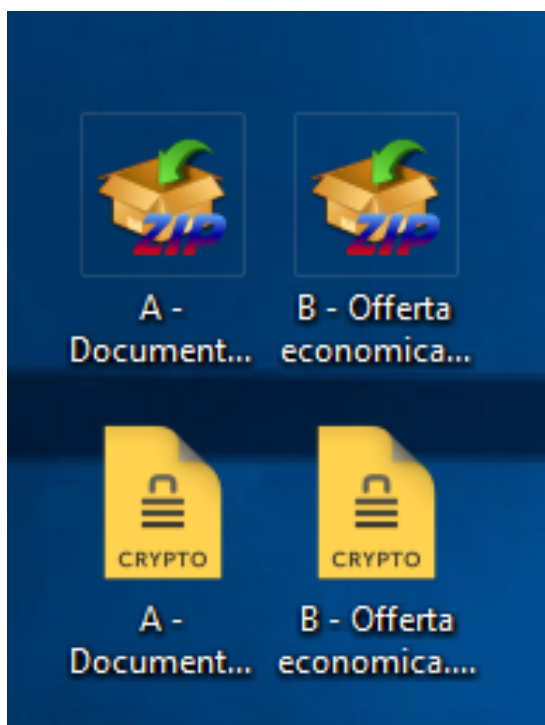 ZIP
ZIP
A -
Document...
B - Offerta
economica...
CRYPTO
CRYPTO
A -
Document...
B - Offerta
economica....